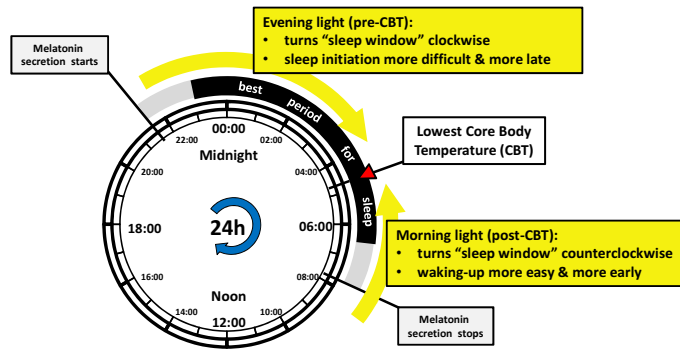 Evening light (pre-CBT):
• turns “sleep window” clockwise
• sleep initiation more difficult & more late
Melatonin
secretion starts
best period for sleep
Lowest Core Body
Temperature (CBT)
00:00
Midnight
22:00
02:00
20:00
04:00
18:00
24h
06:00
16:00
08:00
Noon
14:00
10:00
12:00
Morning light (post-CBT):
• turns “sleep window” counterclockwise
• waking-up more easy & more early
Melatonin
secretion stops